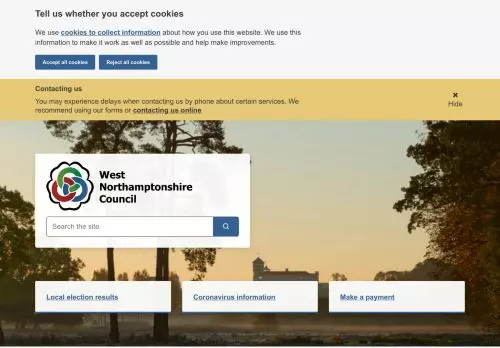 Tell us whether you accept cookies
We use cookies to collect information about how you use this website. We use this
information to make it work as well as possible and help make improvements.
Accept all cookies
Reject all cookies
Contacting us
You may experience delays when contacting us by phone about certain services. We
recommend using our forms or contacting us online
×
Hide
West
Northamptonshire
Council
Search the site
Local election results
Coronavirus information
Make a payment